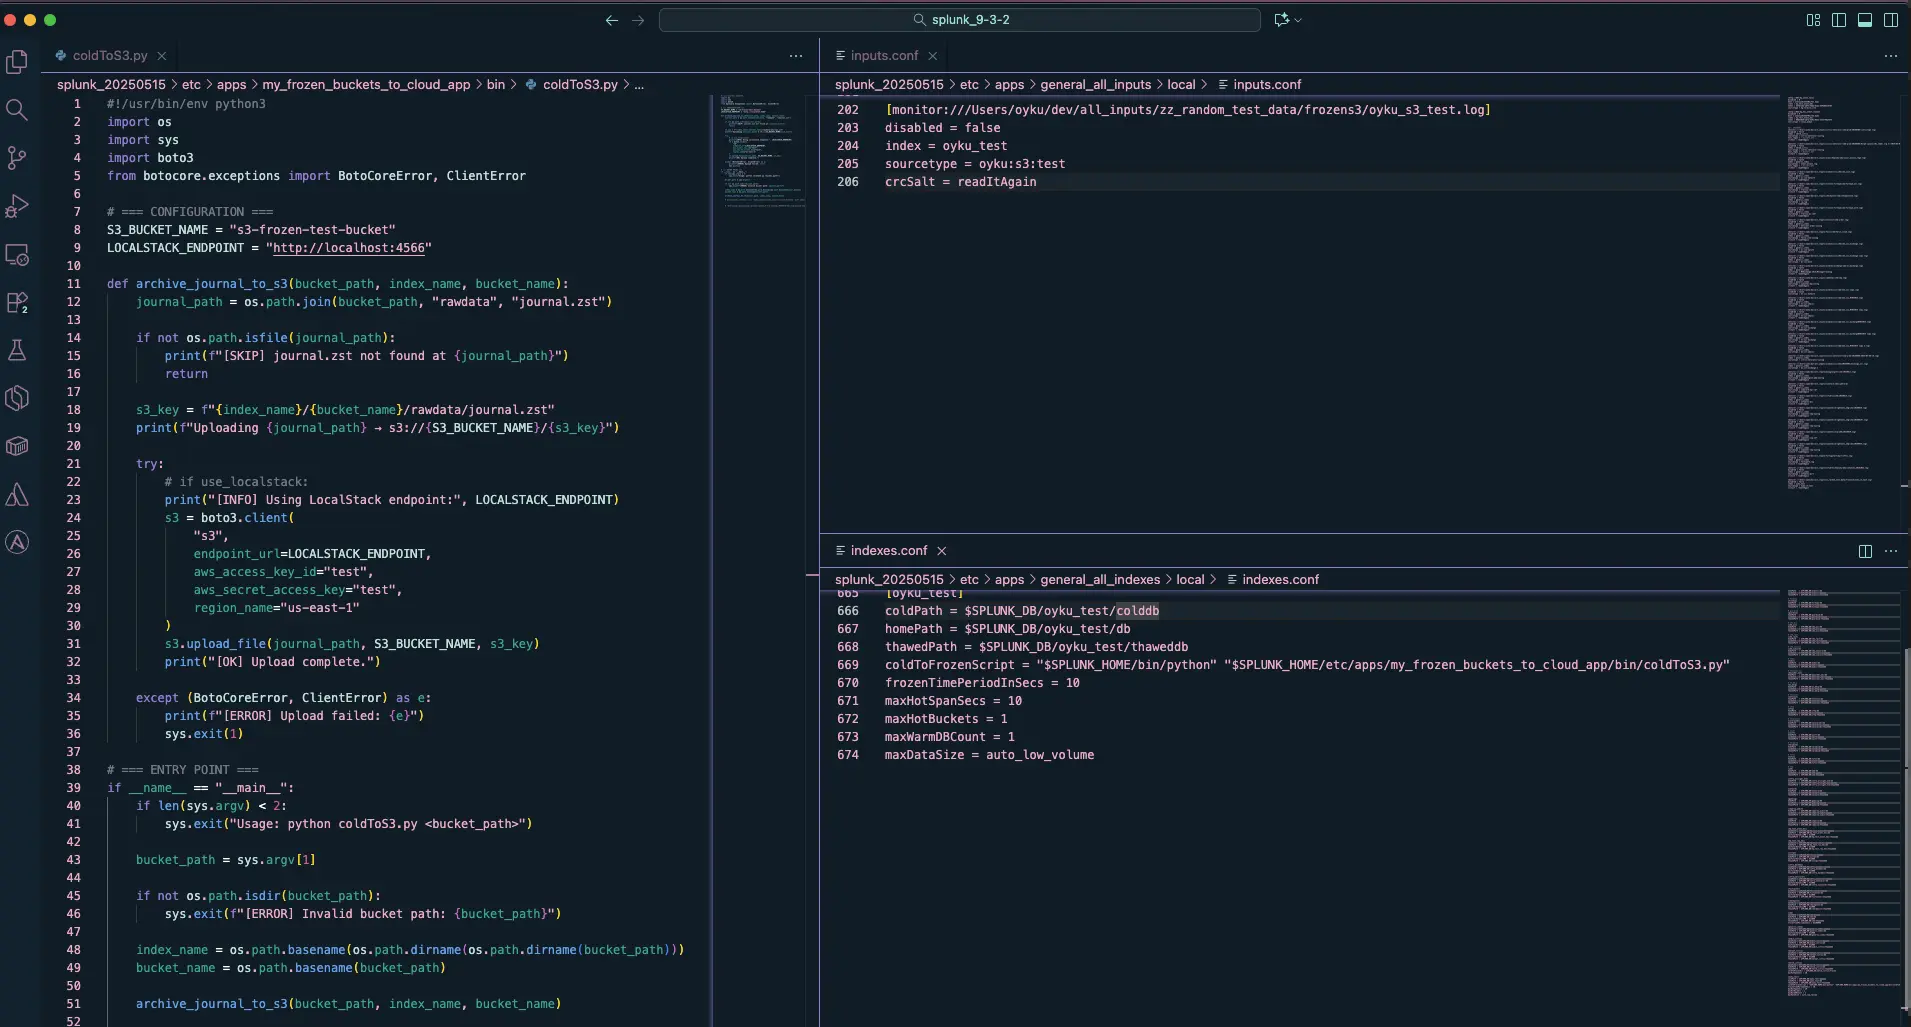 splunk_9-3-2
coldToS3.py
splunk_20250515 > etc > apps > my_frozen_buckets_to_cloud_app > bin > coldToS3.py > ...
1 #!/usr/bin/env python3
2 import os
3 import sys
4 import boto3
5 from botocore.exceptions import BotoCoreError, ClientError
6
7 # === CONFIGURATION ===
8 S3_BUCKET_NAME = "s3-frozen-test-bucket"
9 LOCALSTACK_ENDPOINT = "http://localhost:4566"
10
11 def archive_journal_to_s3(bucket_path, index_name, bucket_name):
12 journal_path = os.path.join(bucket_path, "rawdata", "journal.zst")
13
14 if not os.path.isfile(journal_path):
15 print(f"[SKIP] journal.zst not found at {journal_path}")
16 return
17
18 s3_key = f"{index_name}/{bucket_name}/rawdata/journal.zst"
19 print(f"Uploading {journal_path} → s3://{S3_BUCKET_NAME}/{s3_key}")
20
21 try:
22 # if use_localstack:
23 print("[INFO] Using LocalStack endpoint:", LOCALSTACK_ENDPOINT)
24 s3 = boto3.client(
25 "s3",
26 endpoint_url=LOCALSTACK_ENDPOINT,
27 aws_access_key_id="test",
28 aws_secret_access_key="test",
29 region_name="us-east-1"
30 )
31 s3.upload_file(journal_path, S3_BUCKET_NAME, s3_key)
32 print("[OK] Upload complete.")
33
34 except (BotoCoreError, ClientError) as e:
35 print(f"[ERROR] Upload failed: {e}")
36 sys.exit(1)
37
38 # === ENTRY POINT ===
39 if __name__ == "__main__":
40 if len(sys.argv) < 2:
41 sys.exit("Usage: python coldToS3.py <bucket_path>")
42
43 bucket_path = sys.argv[1]
44
45 if not os.path.isdir(bucket_path):
46 sys.exit(f"[ERROR] Invalid bucket path: {bucket_path}")
47
48 index_name = os.path.basename(os.path.dirname(os.path.dirname(bucket_path)))
49 bucket_name = os.path.basename(bucket_path)
50
51 archive_journal_to_s3(bucket_path, index_name, bucket_name)
52
inputs.conf
splunk_20250515 > etc > apps > general_all_inputs > local > inputs.conf
202 [monitor:///Users/oyku/dev/all_inputs/zz_random_test_data/frozens3/oyku_s3_test.log]
203 disabled = false
204 index = oyku_test
205 sourcetype = oyku:s3:test
206 crcSalt = readItAgain
indexes.conf
splunk_20250515 > etc > apps > general_all_indexes > local > indexes.conf
665 [oyku_test]
666 coldPath = $SPLUNK_DB/oyku_test/colddb
667 homePath = $SPLUNK_DB/oyku_test/db
668 thawedPath = $SPLUNK_DB/oyku_test/thaweddb
669 coldToFrozenScript = "$SPLUNK_HOME/bin/python" "$SPLUNK_HOME/etc/apps/my_frozen_buckets_to_cloud_app/bin/coldToS3.py"
670 frozenTimePeriodInSecs = 10
671 maxHotSpanSecs = 10
672 maxHotBuckets = 1
673 maxWarmDBCount = 1
674 maxDataSize = auto_low_volume
2